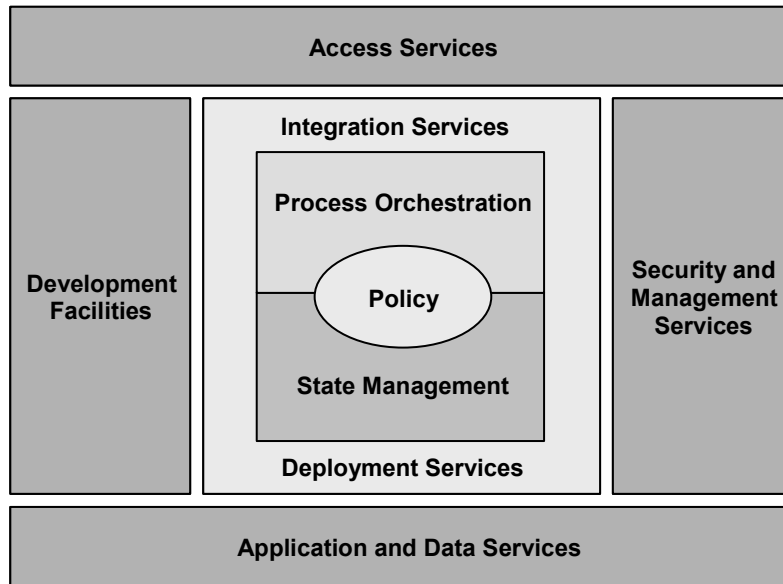 Access Services
Integration Services
Process Orchestration
Development
Facilities
Policy
Security and
Management
Services
State Management
Deployment Services
Application and Data Services